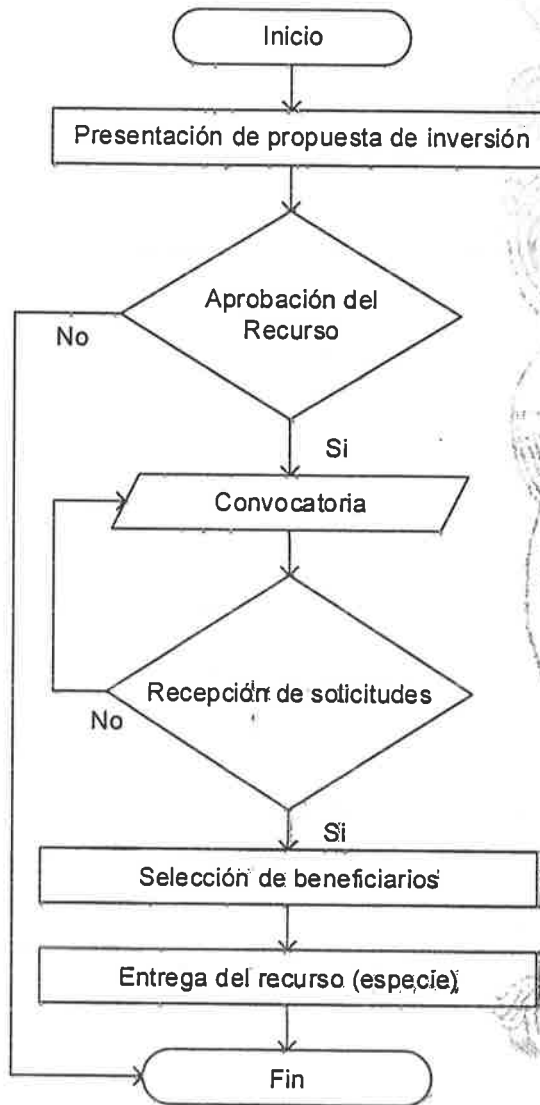 Inicio
Presentación de propuesta de inversión
Aprobación del
Recurso
No
Si
Convocatoria
Recepción de solicitudes
No
Si
Selección de beneficiarios
Entrega del recurso (especie)
Fin